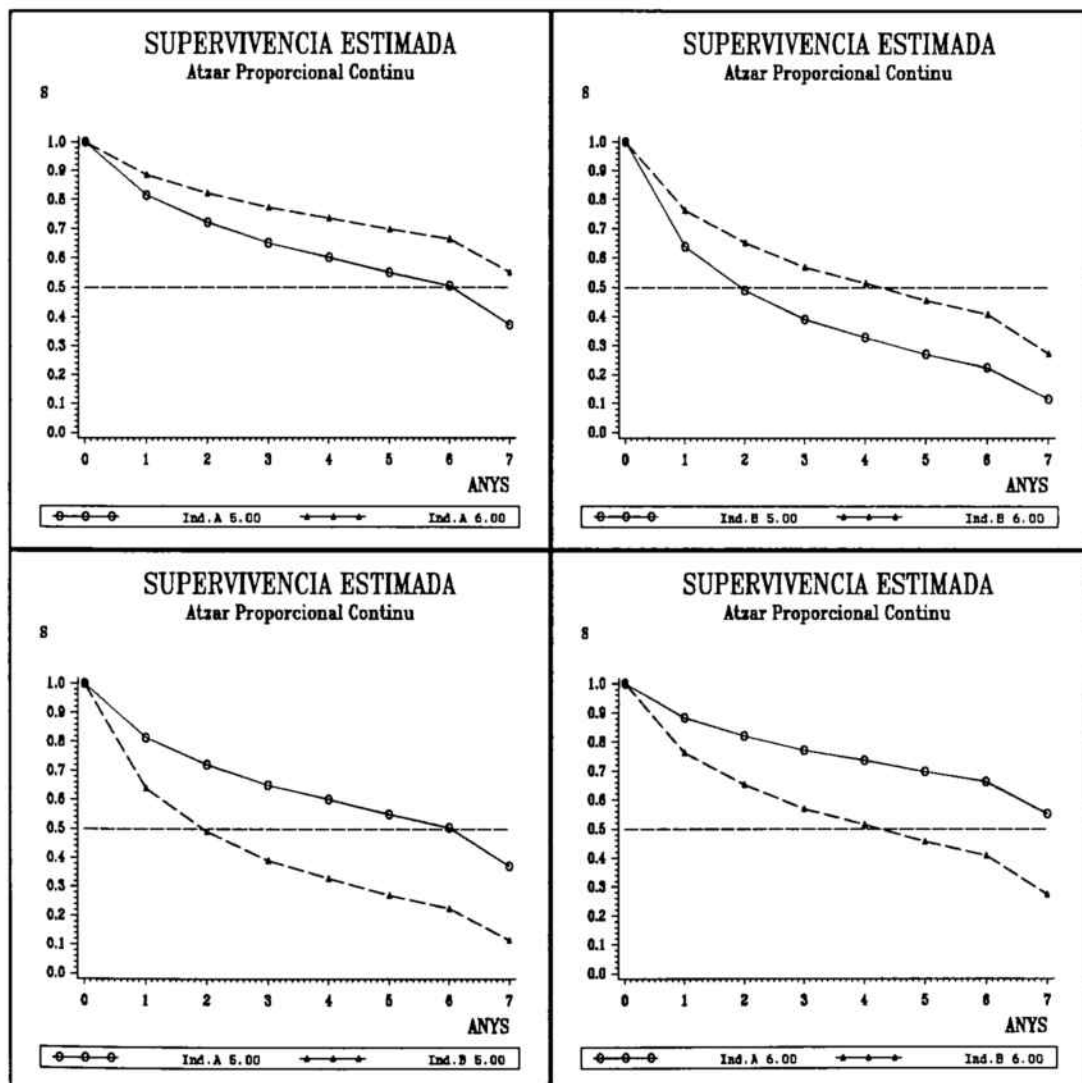 SUPERVIVENCIA ESTIMADA
Atzar Proporcional Continu
S
1.0
0.9
0.8
0.7
0.6
0.5
0.4
0.3
0.2
0.1
0.0
0 1 2 3 4 5 6 7
ANYS
Ind.A 5.00 Ind.A 6.00
SUPERVIVENCIA ESTIMADA
Atzar Proporcional Continu
S
1.0
0.9
0.8
0.7
0.6
0.5
0.4
0.3
0.2
0.1
0.0
0 1 2 3 4 5 6 7
ANYS
Ind.B 5.00 Ind.B 6.00
SUPERVIVENCIA ESTIMADA
Atzar Proporcional Continu
S
1.0
0.9
0.8
0.7
0.6
0.5
0.4
0.3
0.2
0.1
0.0
0 1 2 3 4 5 6 7
ANYS
Ind.A 5.00 Ind.B 5.00
SUPERVIVENCIA ESTIMADA
Atzar Proporcional Continu
S
1.0
0.9
0.8
0.7
0.6
0.5
0.4
0.3
0.2
0.1
0.0
0 1 2 3 4 5 6 7
ANYS
Ind.A 6.00 Ind.B 6.00